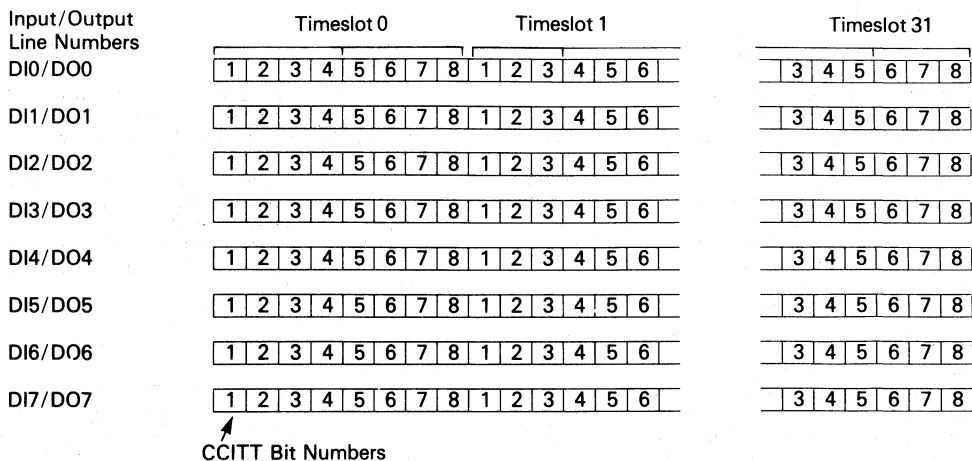 Input/Output Timeslot 0 Timeslot 1 Timeslot 31
Line Numbers
DI0/DO0 1 2 3 4 5 6 7 8 1 2 3 4 5 6 3 4 5 6 7 8
DI1/DO1 1 2 3 4 5 6 7 8 1 2 3 4 5 6 3 4 5 6 7 8
DI2/DO2 1 2 3 4 5 6 7 8 1 2 3 4 5 6 3 4 5 6 7 8
DI3/DO3 1 2 3 4 5 6 7 8 1 2 3 4 5 6 3 4 5 6 7 8
DI4/DO4 1 2 3 4 5 6 7 8 1 2 3 4 5 6 3 4 5 6 7 8
DI5/DO5 1 2 3 4 5 6 7 8 1 2 3 4 5 6 3 4 5 6 7 8
DI6/DO6 1 2 3 4 5 6 7 8 1 2 3 4 5 6 3 4 5 6 7 8
DI7/DO7 1 2 3 4 5 6 7 8 1 2 3 4 5 6 3 4 5 6 7 8
CCITT Bit Numbers